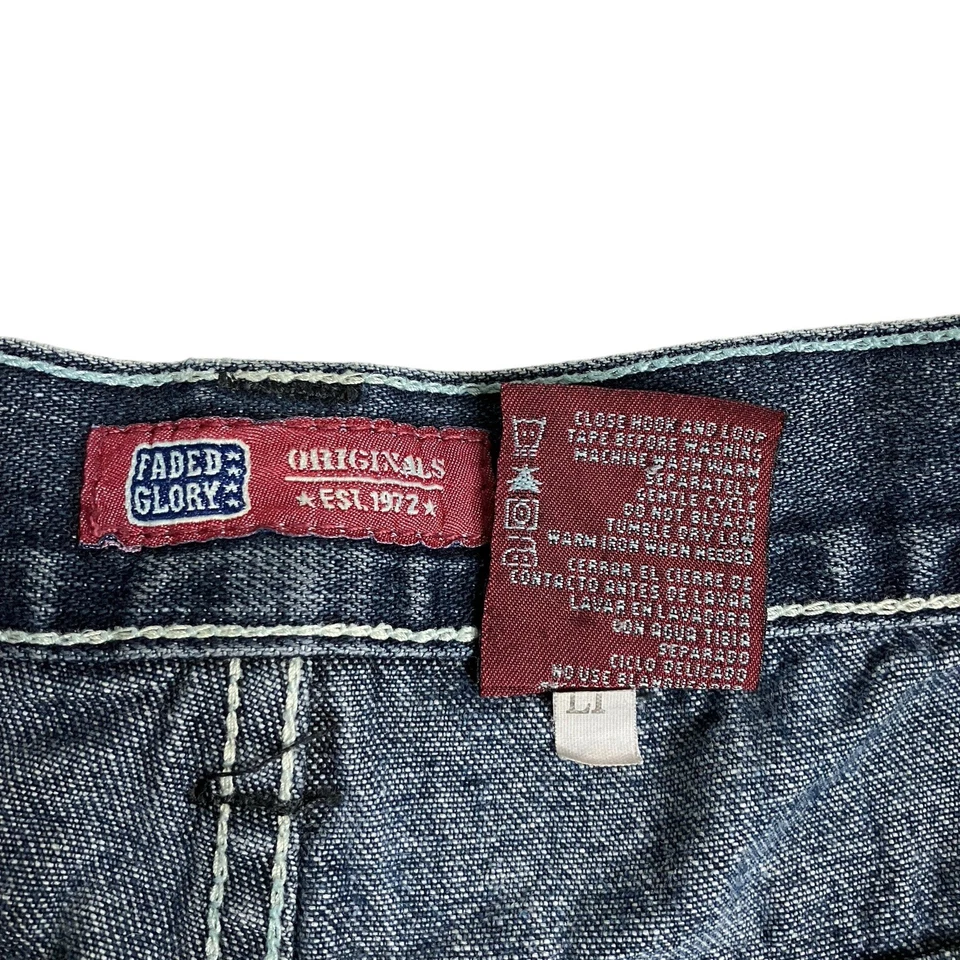 FADED
GLORY
ORIGINALS
★EST. 1972★
CLOSE HOOK AND LOOP
TAPE BEFORE WASHING
MACHINE WASH WARM
SEPARATELY
GENTLE CYCLE
DO NOT BLEACH
TUMBLE DRY LOW
WARM IRON WHEN NEEDED
CERRAR EL CIERRE DE
CONTACTO ANTES DE LAVAR
LAVAR EN LAVADORA
CON AGUA TIBIA
SEPARADO
CICLO DELICADO
NO USE